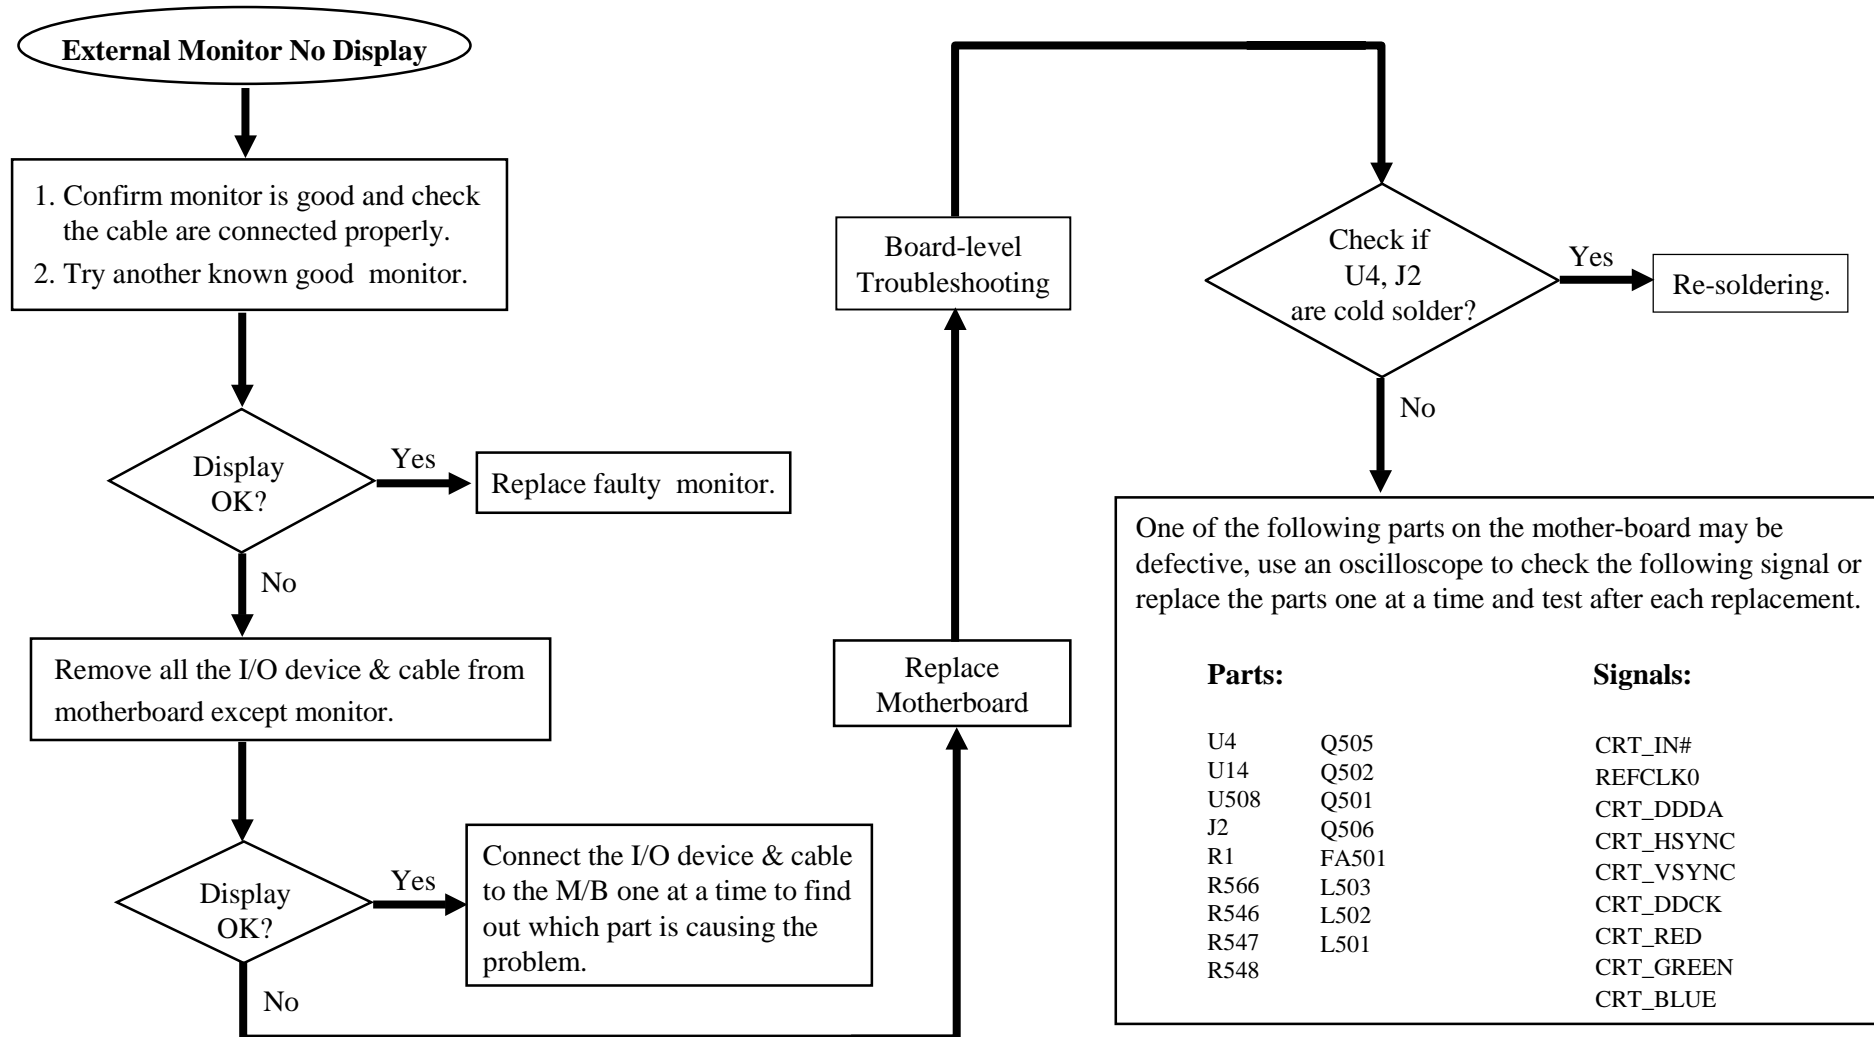 External Monitor No Display
1. Confirm monitor is good and check
the cable are connected properly.
2. Try another known good monitor.
Display
OK?
Yes
Replace faulty monitor.
No
Remove all the I/O device & cable from
motherboard except monitor.
Display
OK?
Yes
Connect the I/O device & cable
to the M/B one at a time to find
out which part is causing the
problem.
No
Replace
Motherboard
Board-level
Troubleshooting
Check if
U4, J2
are cold solder?
Yes
Re-soldering.
No
One of the following parts on the mother-board may be
defective, use an oscilloscope to check the following signal or
replace the parts one at a time and test after each replacement.
Parts:
U4
U14
U508
J2
R1
R566
R546
R547
R548
Q505
Q502
Q501
Q506
FA501
L503
L502
L501
Signals:
CRT_IN#
REFCLK0
CRT_DDDA
CRT_HSYNC
CRT_VSYNC
CRT_DDCK
CRT_RED
CRT_GREEN
CRT_BLUE